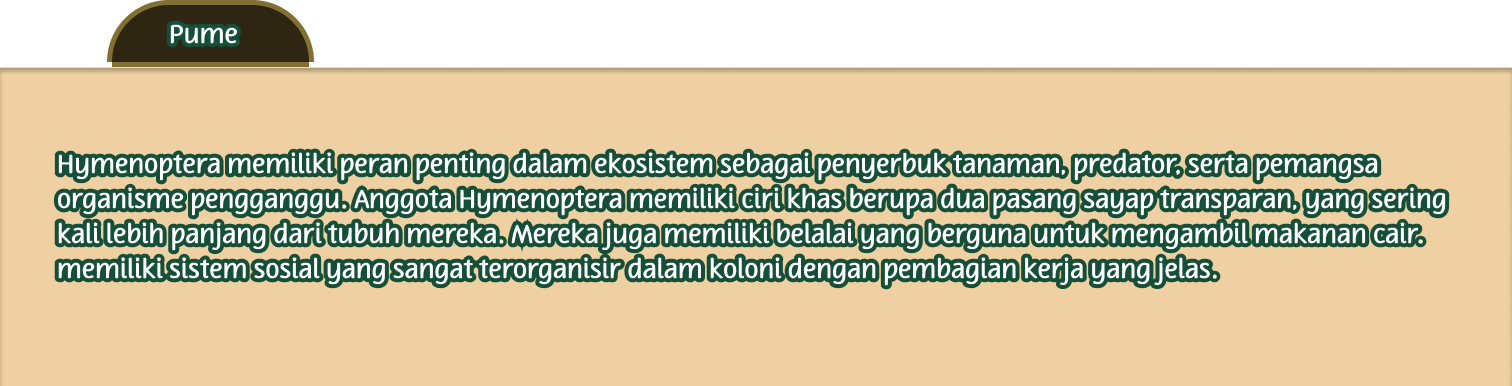 Pume
Hymenoptera memiliki peran penting dalam ekosistem sebagai penyerbuk tanaman, predator, serta pemangsa
organisme pengganggu. Anggota Hymenoptera memiliki ciri khas berupa dua pasang sayap transparan, yang sering
kali lebih panjang dari tubuh mereka. Mereka juga memiliki belalai yang berguna untuk mengambil makanan cair.
memiliki sistem sosial yang sangat terorganisir dalam koloni dengan pembagian kerja yang jelas.